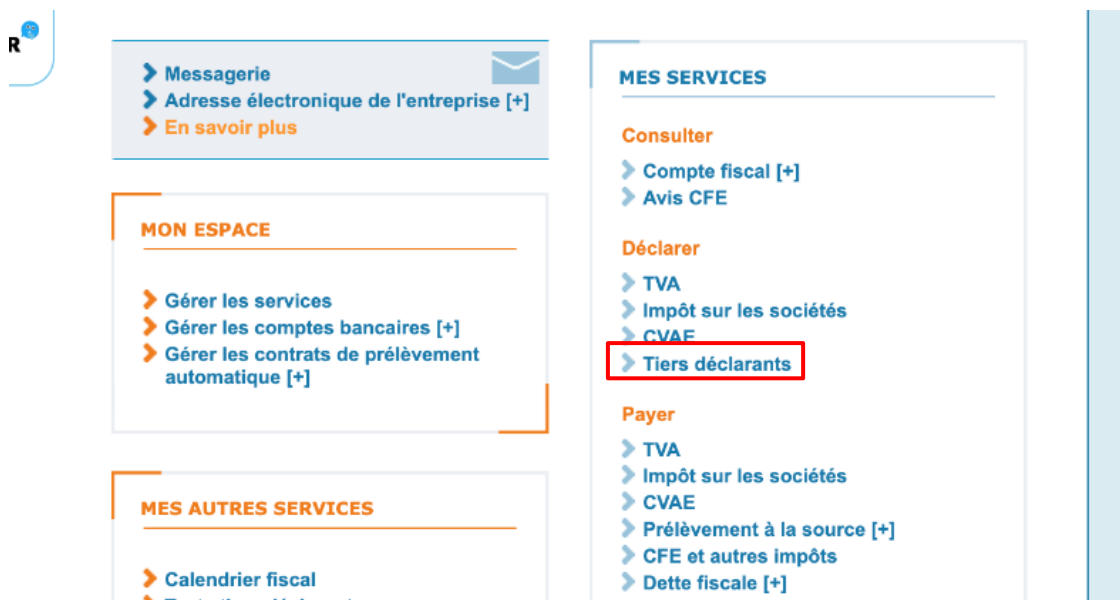 R
Messagerie
Adresse électronique de l'entreprise [+]
En savoir plus
MON ESPACE
Gérer les services
Gérer les comptes bancaires [+]
Gérer les contrats de prélèvement
automatique [+]
MES AUTRES SERVICES
Calendrier fiscal
MES SERVICES
Consulter
Compte fiscal [+]
Avis CFE
Déclarer
TVA
Impôt sur les sociétés
CVAE
Tiers déclarants
Payer
TVA
Impôt sur les sociétés
CVAE
Prélèvement à la source [+]
CFE et autres impôts
Dette fiscale [+]